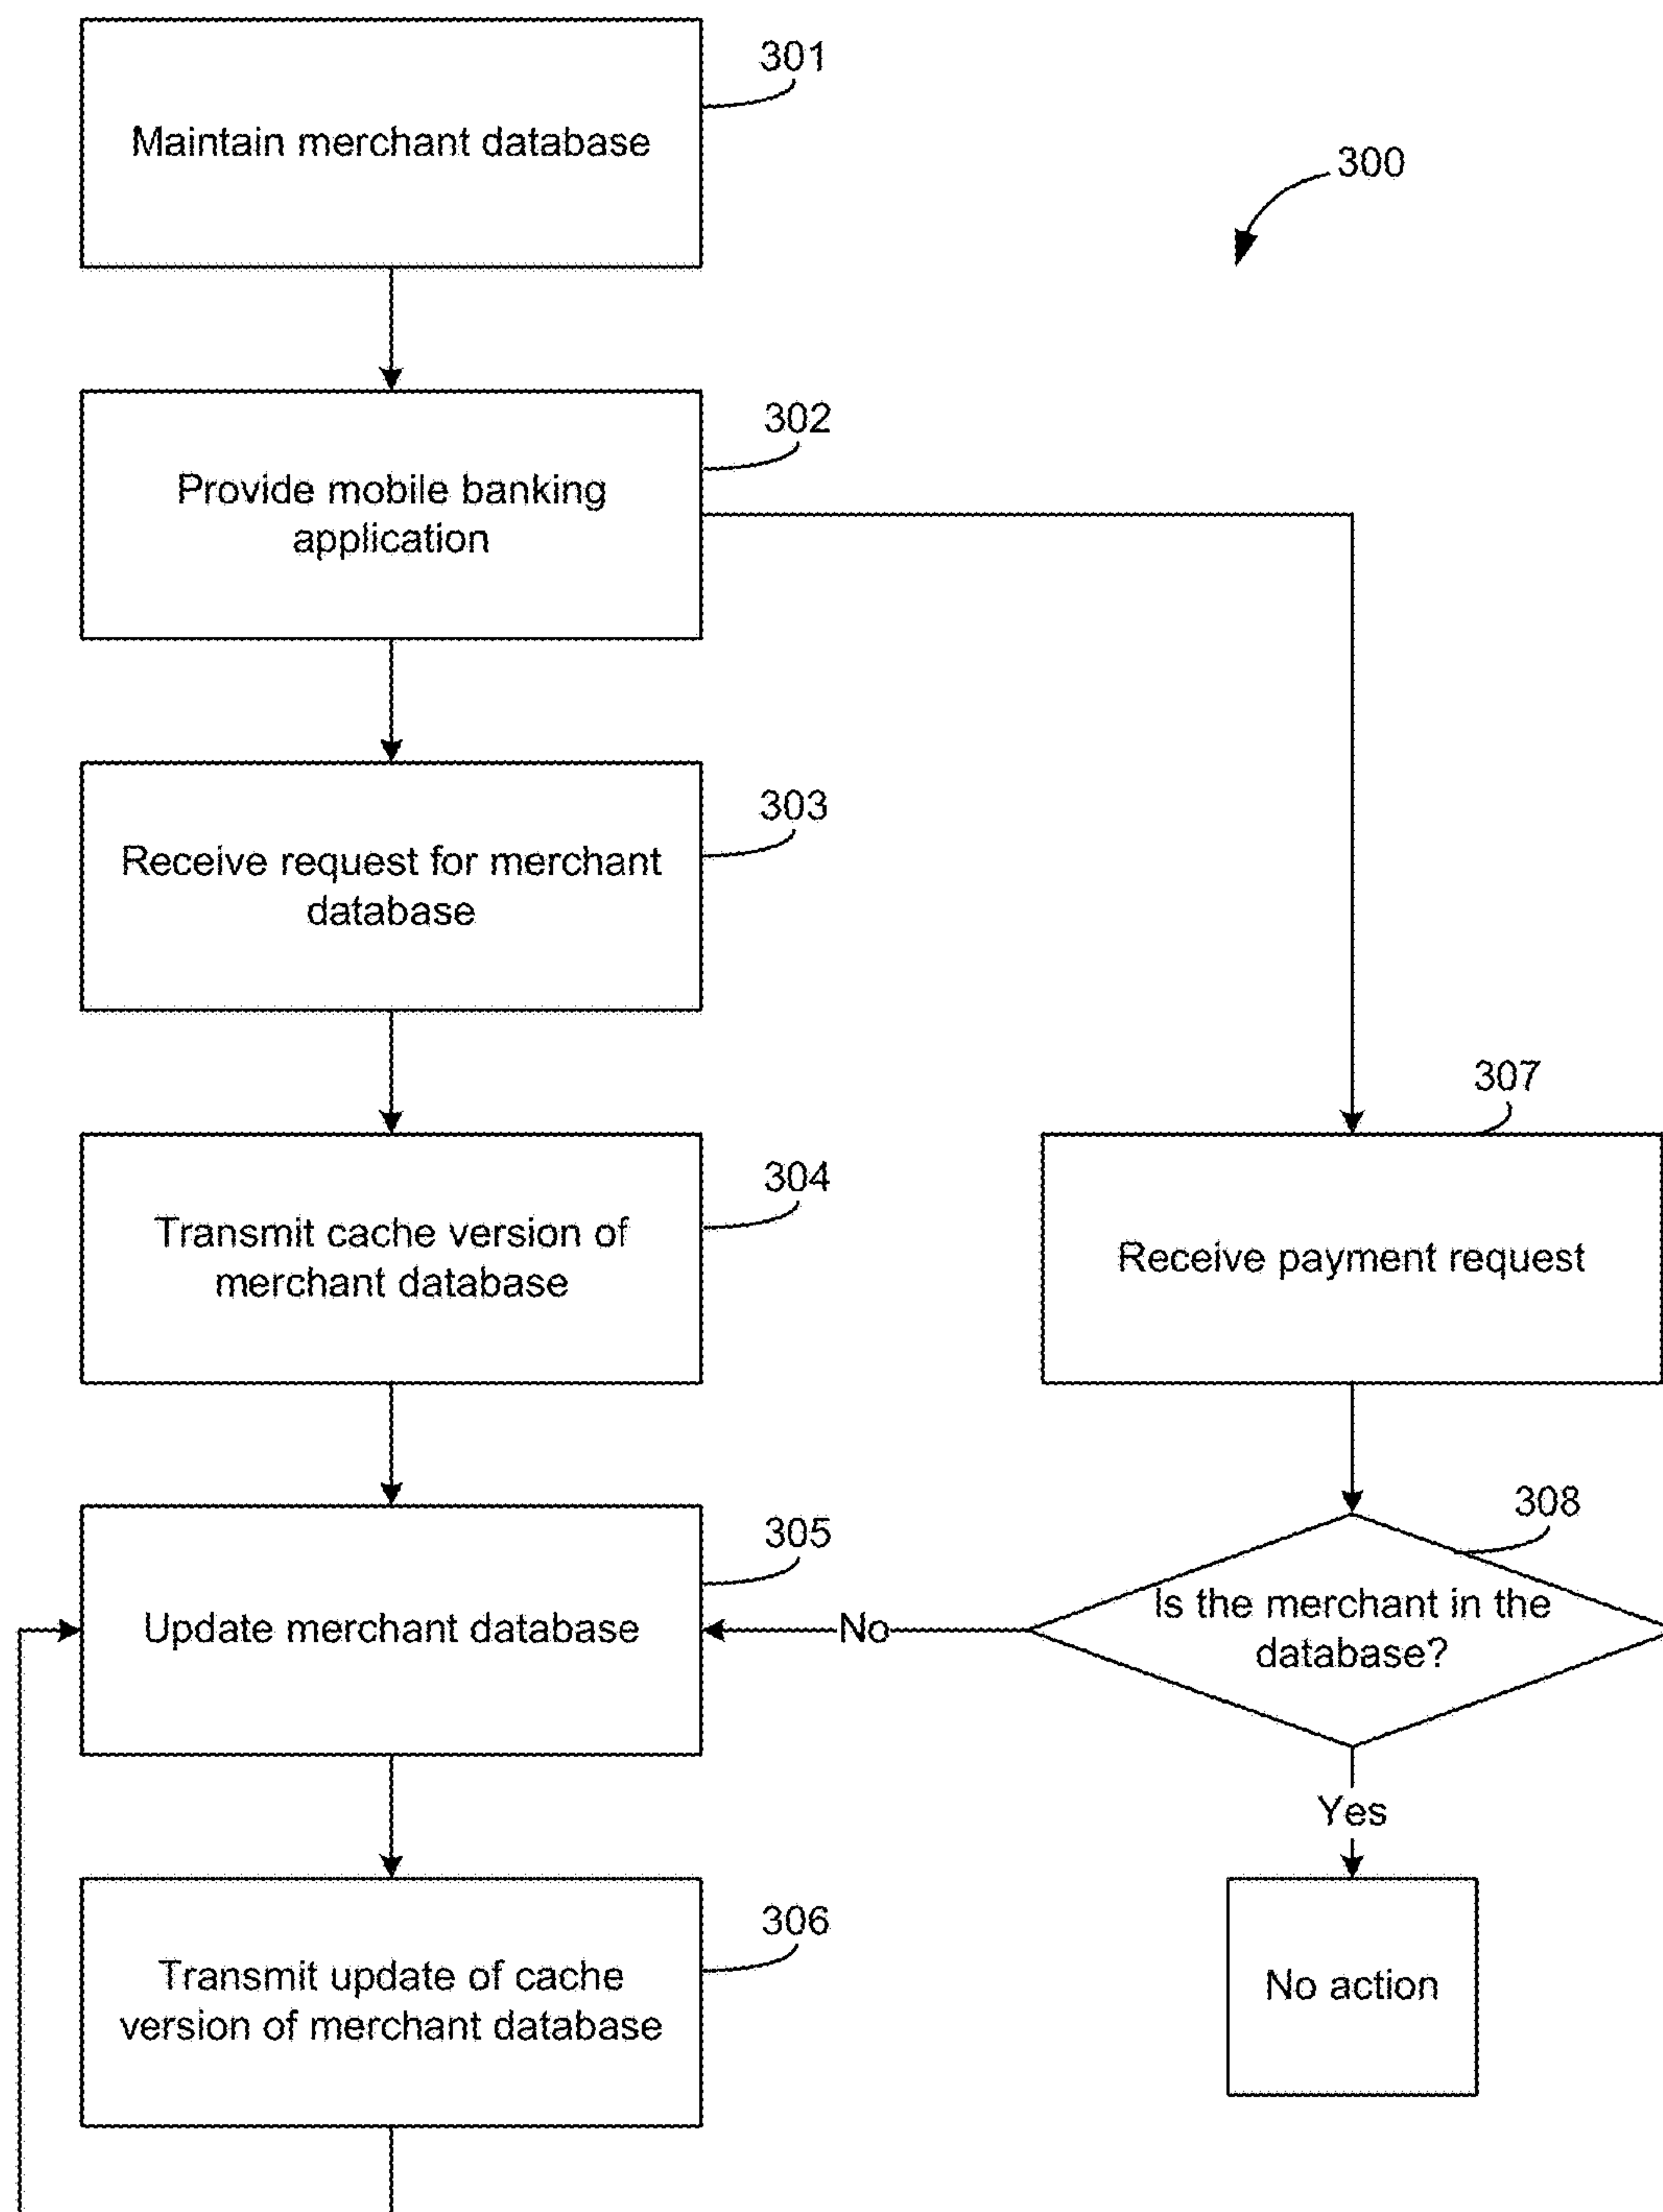 301
Maintain merchant database
300
302
Provide mobile banking
application
303
Receive request for merchant
database
304
Transmit cache version of
merchant database
307
Receive payment request
305
Update merchant database
308
Is the merchant in the
database?
No
Yes
306
Transmit update of cache
version of merchant database
No action